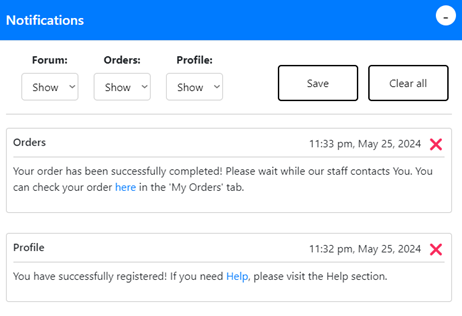 Notifications
-
Forum: Orders: Profile:
Show Show Show Save Clear all
Orders 11:33 pm, May 25, 2024
Your order has been successfully completed! Please wait while our staff contacts You. You
can check your order here in the 'My Orders' tab.
Profile 11:32 pm, May 25, 2024
You have successfully registered! If you need Help, please visit the Help section.